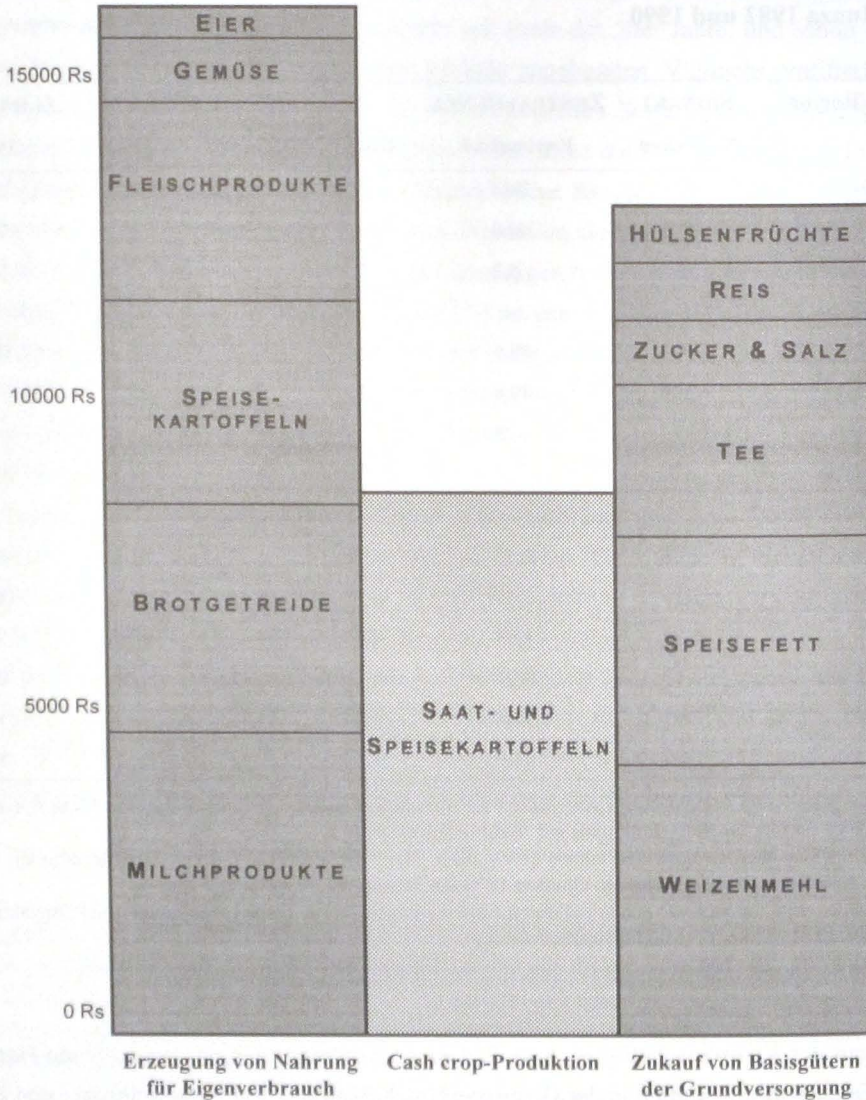 EIER
15000 Rs
GEMÜSE
FLEISCHPRODUKTE
HÜLSENFRÜCHTE
REIS
ZUCKER & SALZ
10000 Rs
SPEISE-
KARTOFFELN
TEE
BROTGETREIDE
SPEISEFETT
5000 Rs
SAAT- UND
SPEISEKARTOFFELN
MILCHPRODUKTE
WEIZENMEHL
0 Rs
Erzeugung von Nahrung
für Eigenverbrauch
Cash crop-Produktion
Zukauf von Basisgütern
der Grundversorgung